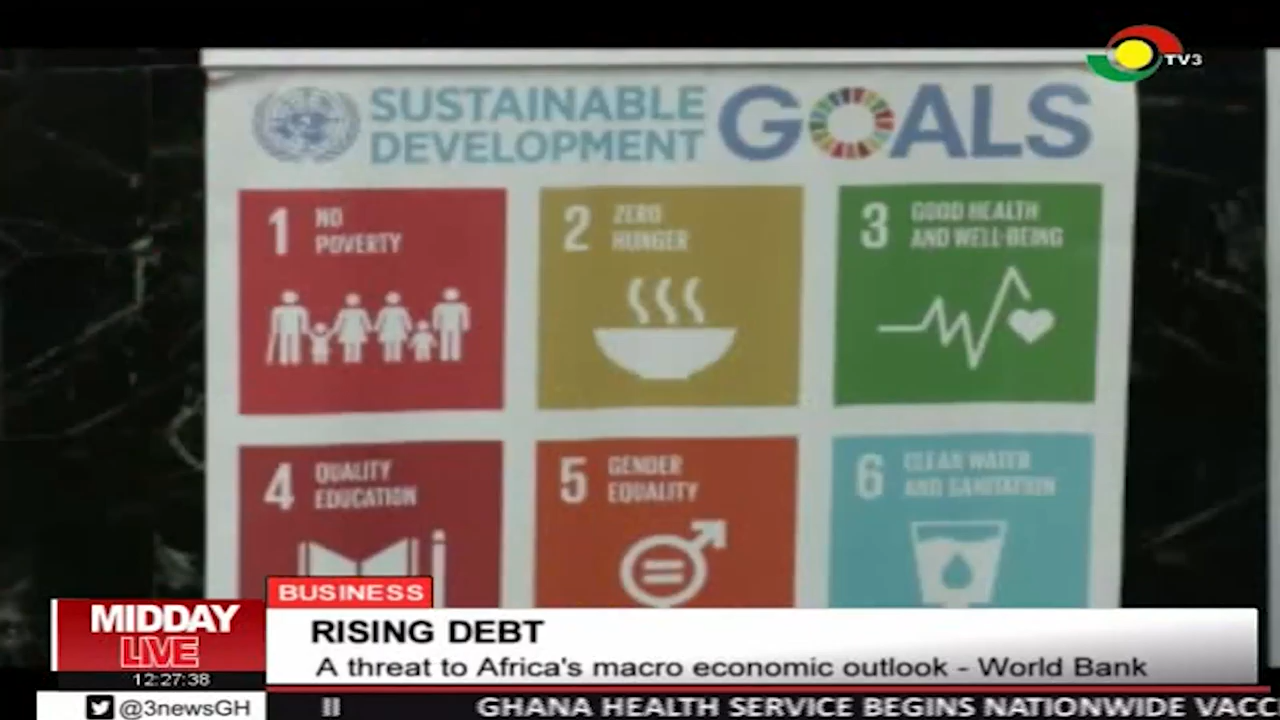 TV3
SUSTAINABLE
DEVELOPMENT
GOALS
1 NO
POVERTY
2 ZERO
HUNGER
3 GOOD HEALTH
AND WELL-BEING
4 QUALITY
EDUCATION
5 GENDER
EQUALITY
6 CLEAN WATER
AND SANITATION
BUSINESS
MIDDAY
LIVE
12:27:38
RISING DEBT
A threat to Africa's macro economic outlook - World Bank
@3newsGH
GHANA HEALTH SERVICE BEGINS NATIONWIDE VACC